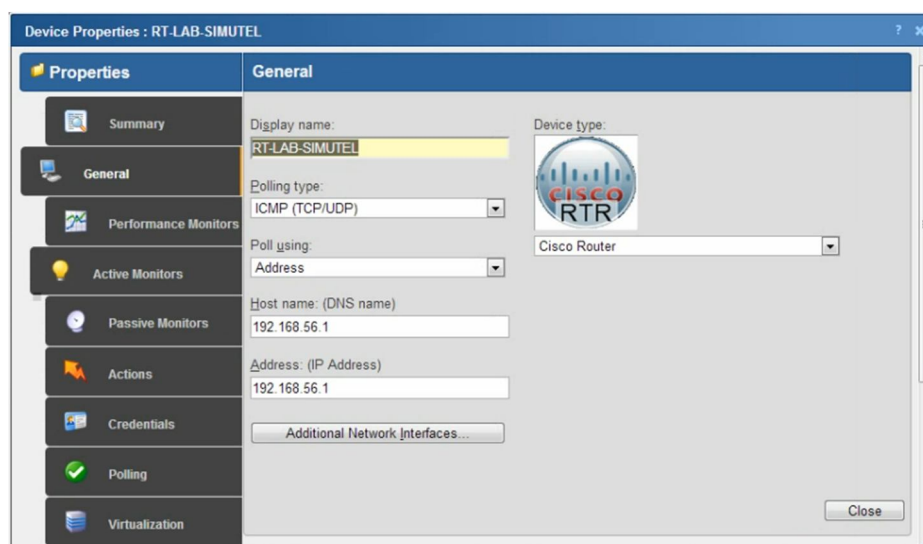 Device Properties : RT-LAB-SIMUTEL
?
Properties
Summary
General
Performance Monitors
Active Monitors
Passive Monitors
Actions
Credentials
Polling
Virtualization
General
Display name:
RT-LAB-SIMUTEL
Polling type:
ICMP (TCP/UDP)
Poll using:
Address
Host name: (DNS name)
192.168.56.1
Address: (IP Address)
192.168.56.1
Additional Network Interfaces...
Device type:
CISCO
RTR
Cisco Router
Close